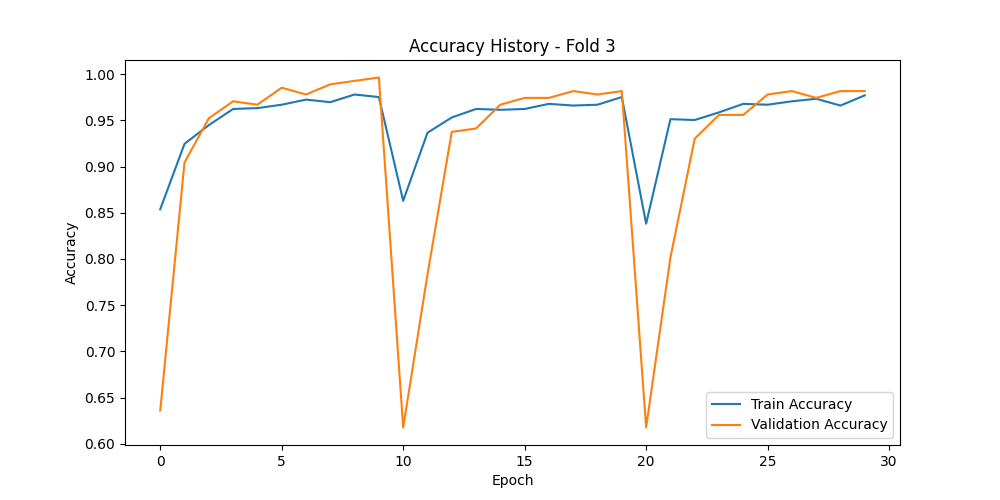 Accuracy History - Fold 3
1.00
0.95
0.90
0.85
0.80
0.75
0.70
0.65
0.60
Accuracy
0 5 10 15 20 25 30
Epoch
Train Accuracy
Validation Accuracy